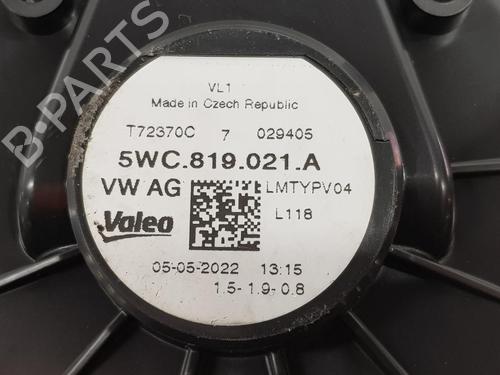 VL1
Made in Czech Republic
T72370C 7 029405
5WC.819.021.A
VW AG LMTYPV04
Valeo L118
05-05-2022 13:15
1.5- 1.9- 0.8
B-PARTS
B-PARTS